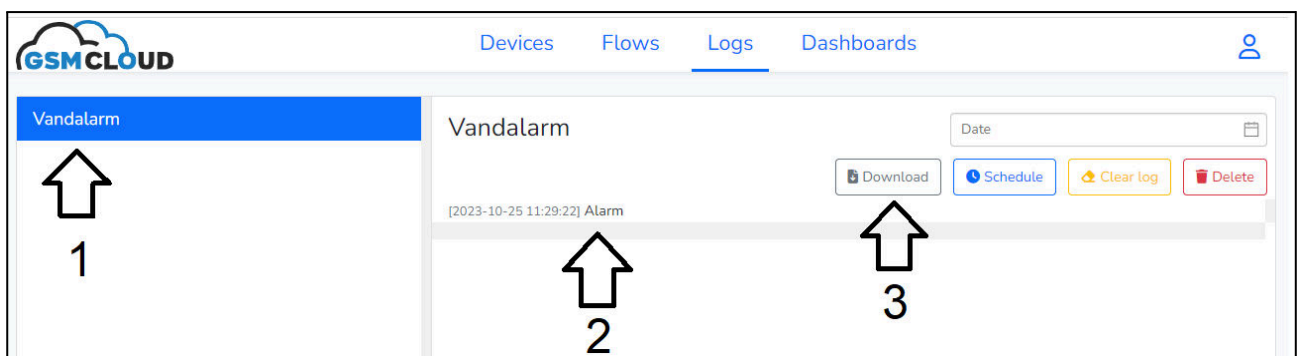 GSMCLOUD
Devices Flows Logs Dashboards
Vandalarm
Vandalarm
Date
Download Schedule Clear log Delete
[2023-10-25 11:29:22] Alarm
1
2
3